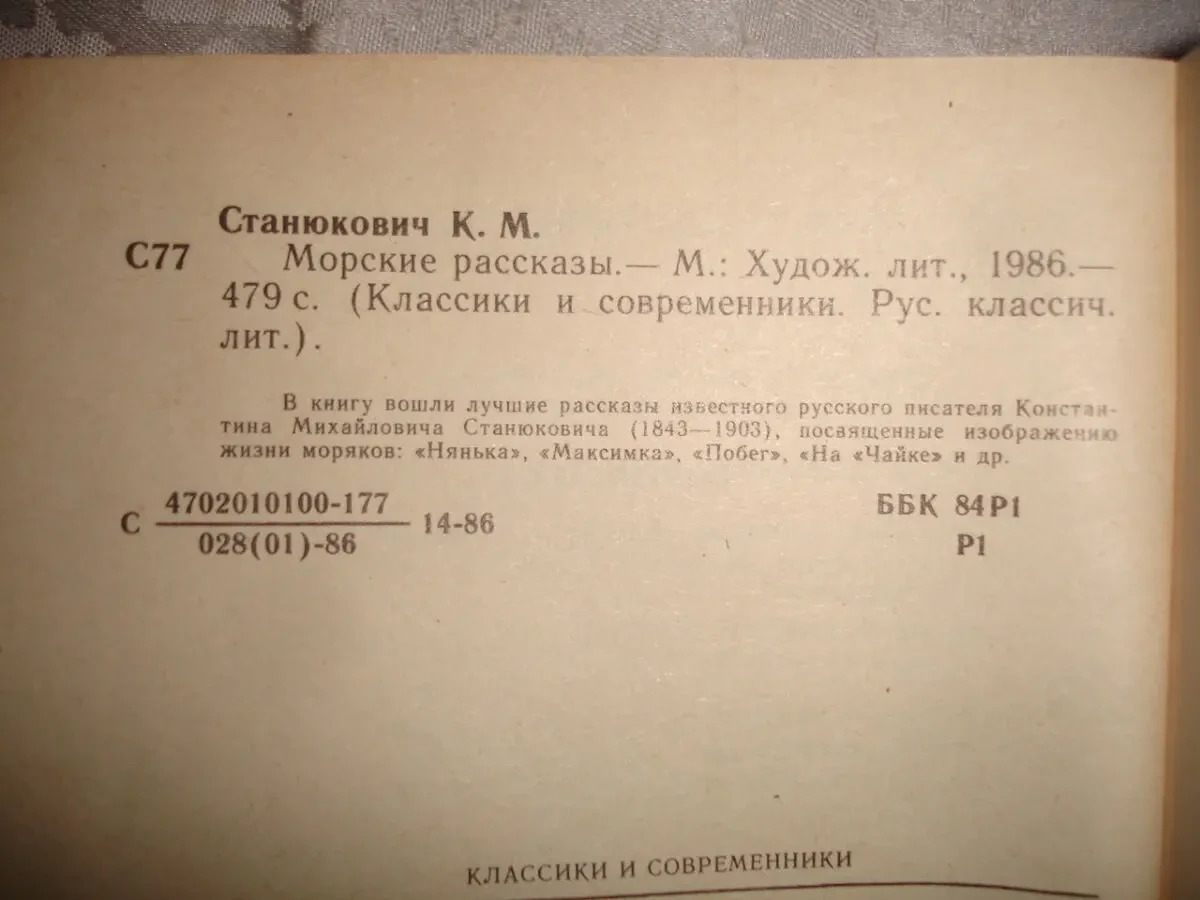 Станюкович К. М.
С77 Морские рассказы.— М.: Худож. лит., 1986.—
479 с. (Классики и современники. Рус. классич.
лит.).
В книгу вошли лучшие рассказы известного русского писателя Констан-
тина Михайловича Станюковича (1843—1903), посвященные изображению
жизни моряков: «Нянька», «Максимка», «Побег», «На «Чайке» и др.
С 4702010100-177 14-86
028(01)-86
ББК 84Р1
Р1
КЛАССИКИ И СОВРЕМЕННИКИ